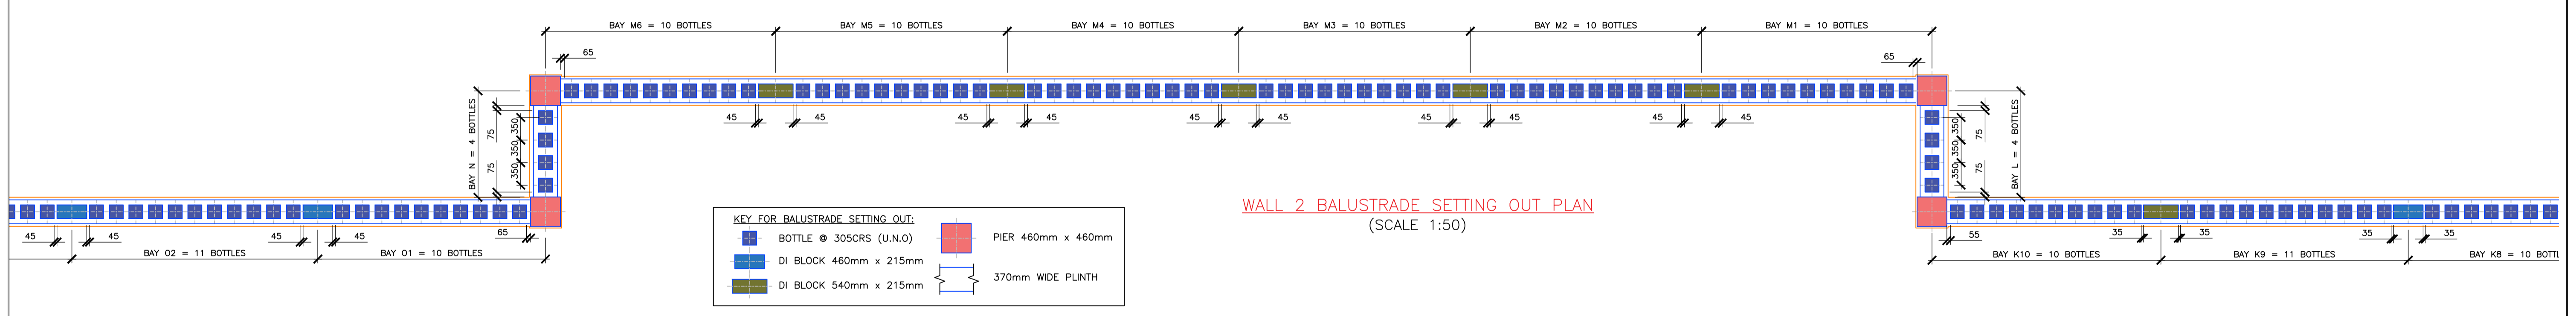 BAY M6 = 10 BOTTLES
BAY M5 = 10 BOTTLES
BAY M4 = 10 BOTTLES
BAY M3 = 10 BOTTLES
BAY M2 = 10 BOTTLES
BAY M1 = 10 BOTTLES
65
65
45
45
45
45
45
45
45
45
45
45
BAY N = 4 BOTTLES
75
75
350
350
350
350
350
350
75
75
BAY L = 4 BOTTLES
45
45
45
45
65
BAY O2 = 11 BOTTLES
BAY O1 = 10 BOTTLES
KEY FOR BALUSTRADE SETTING OUT:
BOTTLE @ 305CRS (U.N.O)
PIER 460mm x 460mm
DI BLOCK 460mm x 215mm
370mm WIDE PLINTH
DI BLOCK 540mm x 215mm
WALL 2 BALUSTRADE SETTING OUT PLAN
(SCALE 1:50)
55
35
35
35
35
BAY K10 = 10 BOTTLES
BAY K9 = 11 BOTTLES
BAY K8 = 10